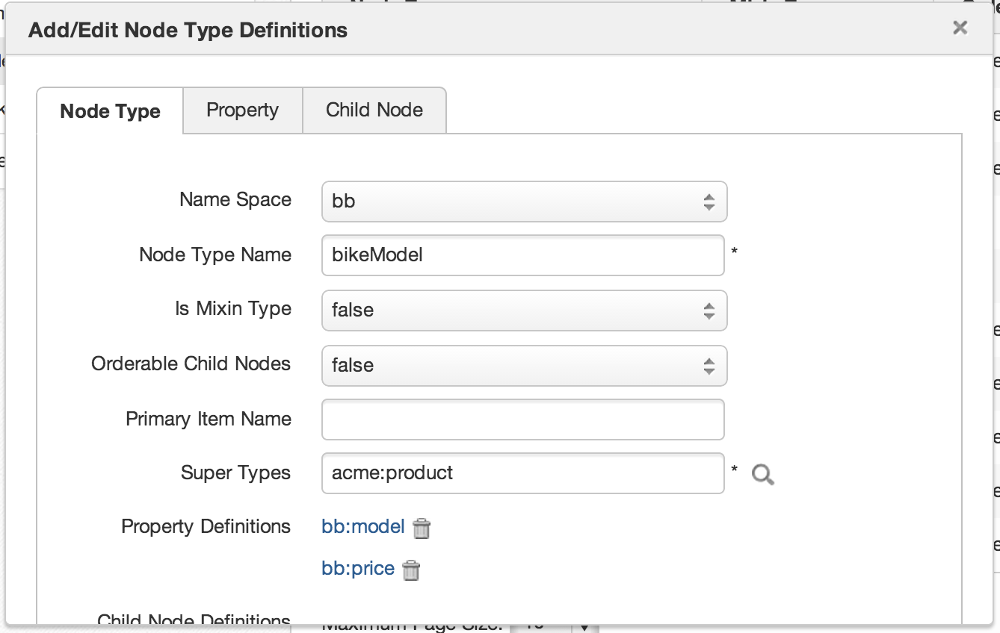 Add/Edit Node Type Definitions
Node Type
Property
Child Node
Name Space
bb
Node Type Name
bikeModel
*
Is Mixin Type
false
Orderable Child Nodes
false
Primary Item Name
Super Types
acme:product
*
Property Definitions
bb:model
bb:price
Child Node Definitions
Maximum Page Size: